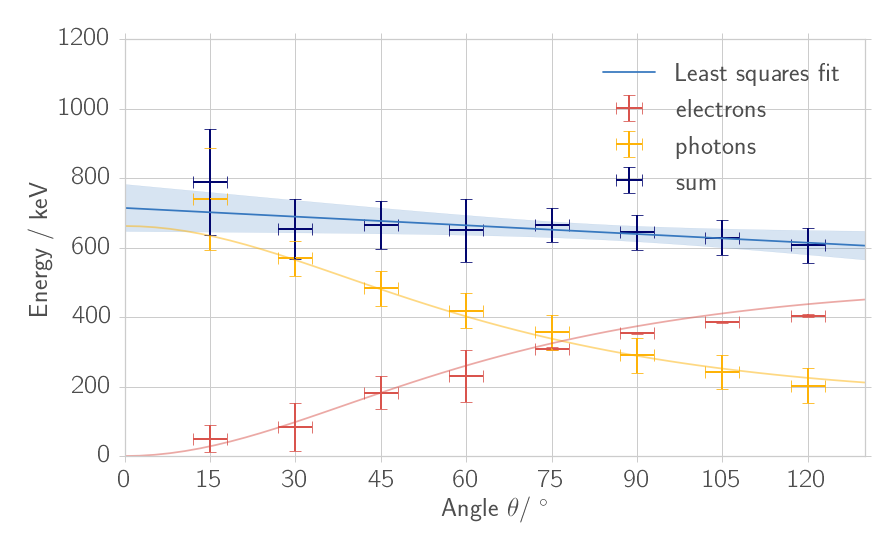 1200
1000
800
600
400
200
0
Energy / keV
0 15 30 45 60 75 90 105 120
Angle θ/ °
Least squares fit
electrons
photons
sum